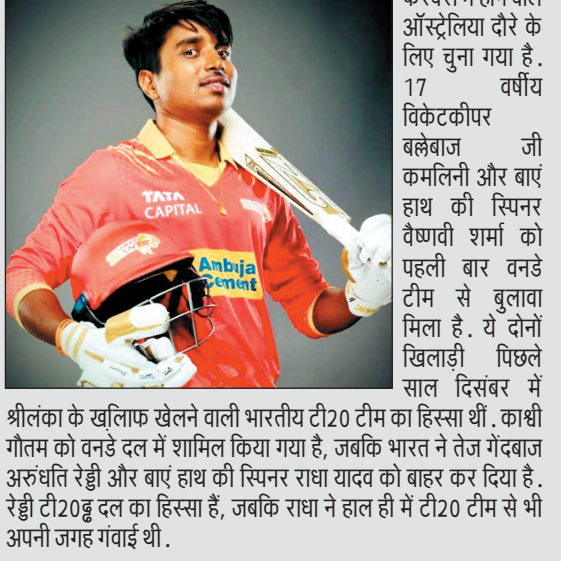 ऑस्ट्रेलिया दौरे के
लिए चुना गया है.
17 वर्षीय
विकेटकीपर
बल्लेबाज जी
कमलिनी और बाएं
हाथ की स्पिनर
वैष्णवी शर्मा को
पहली बार वनडे
टीम से बुलावा
मिला है. ये दोनों
खिलाड़ी पिछले
साल दिसंबर में
श्रीलंका के खलिाफ खेलने वाली भारतीय टी20 टीम का हिस्सा थीं. काश्वी
गौतम को वनडे दल में शामिल किया गया है, जबकि भारत ने तेज गेंदबाज
अरुंधति रेड्डी और बाएं हाथ की स्पिनर राधा यादव को बाहर कर दिया है.
रेड्डी टी20ढ्ढ दल का हिस्सा हैं, जबकि राधा ने हाल ही में टी20 टीम से भी
अपनी जगह गंवाई थी.
TATA
CAPITAL
Ambuja
Cement